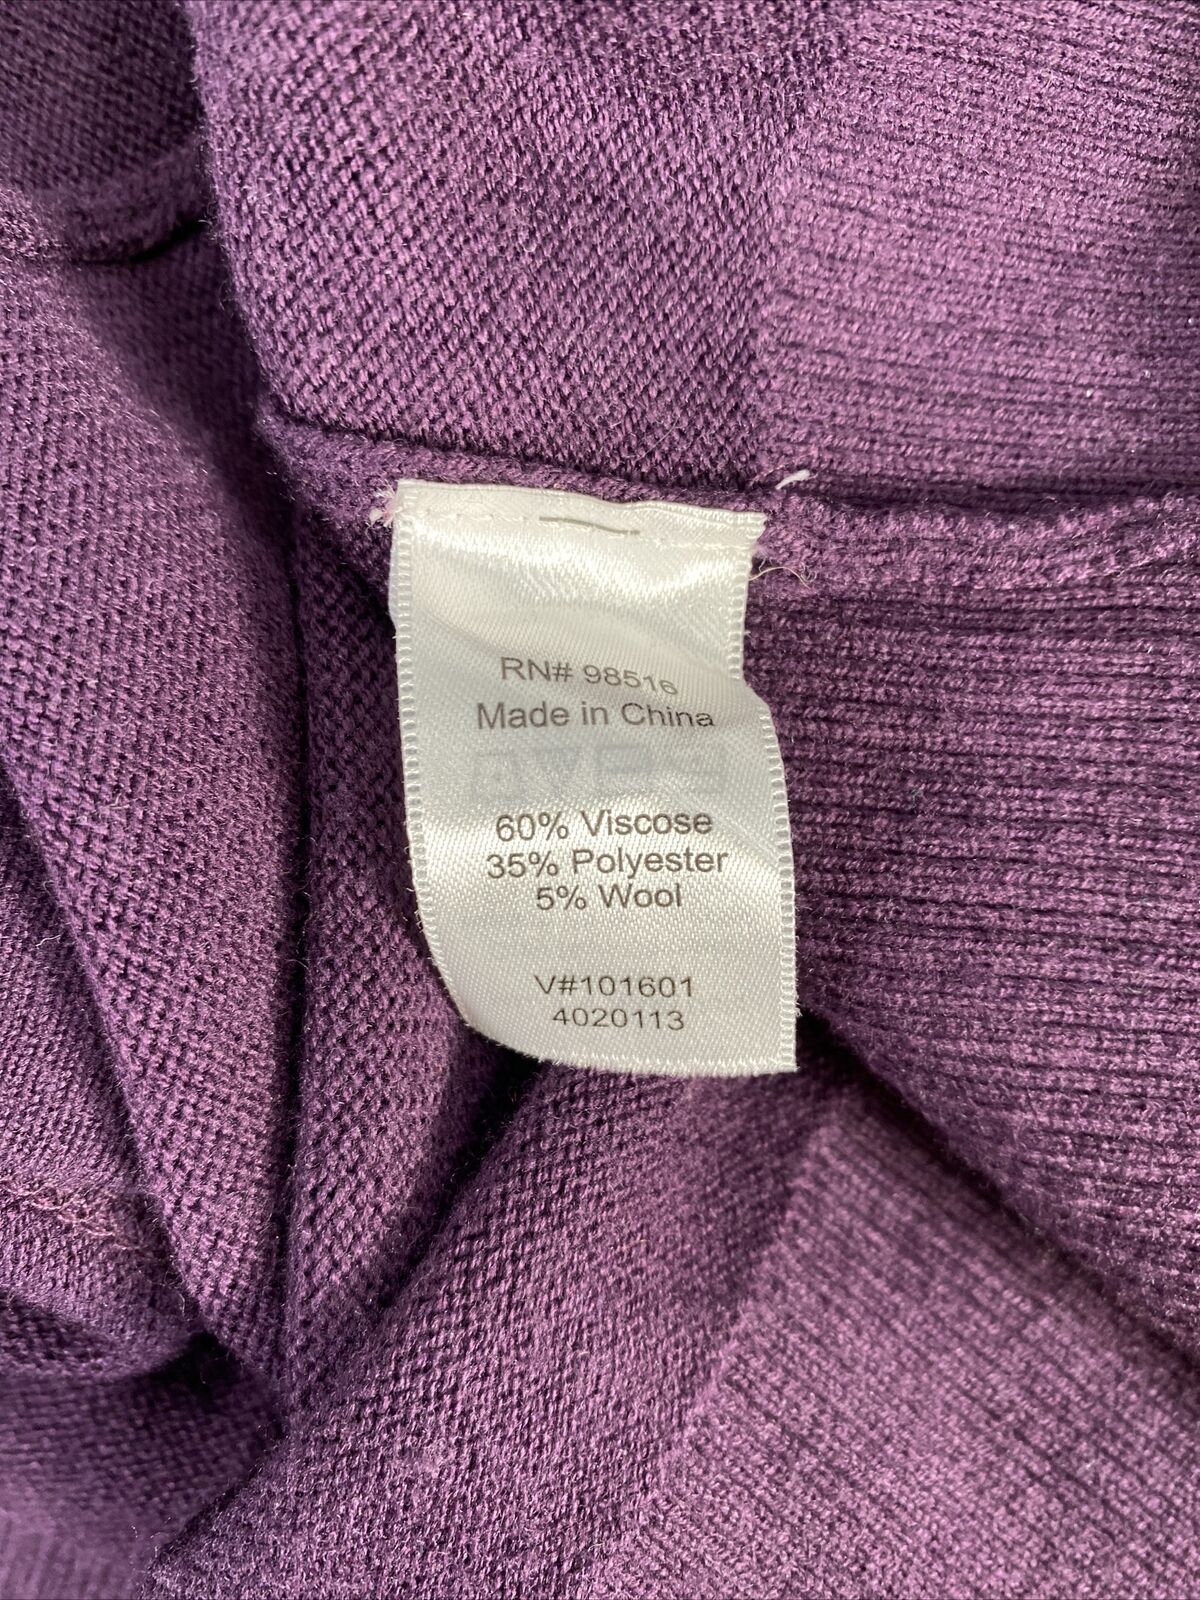 RN# 98516
Made in China
60% Viscose
35% Polyester
5% Wool
V#101601
4020113